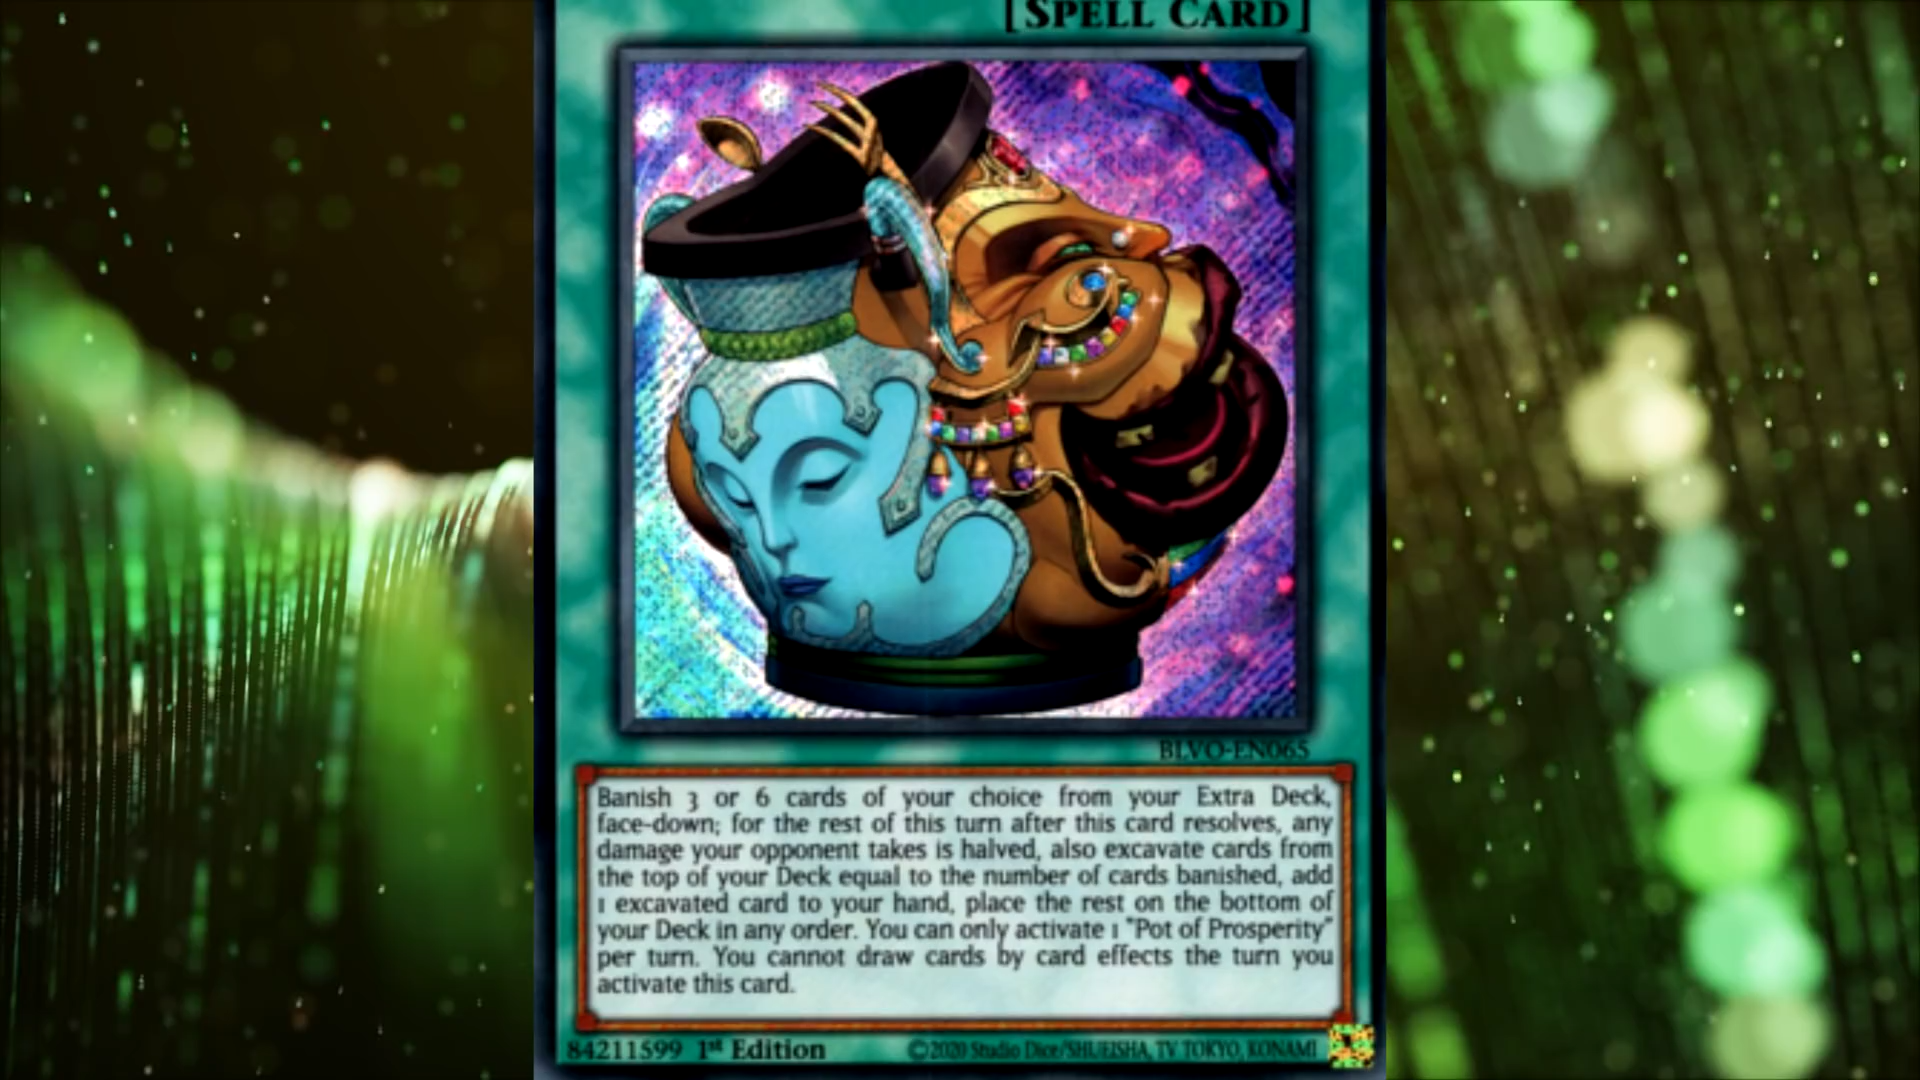 [SPELL CARD]
BLVO-EN065
Banish 3 or 6 cards of your choice from your Extra Deck,
face-down; for the rest of this turn after this card resolves, any
damage your opponent takes is halved, also excavate cards from
the top of your Deck equal to the number of cards banished, add
1 excavated card to your hand, place the rest on the bottom of
your Deck in any order. You can only activate 1 "Pot of Prosperity"
per turn. You cannot draw cards by card effects the turn you
activate this card.
84211599 1st Edition ©2020 Studio Dice/SHUEISHA, TV TOKYO, KONAMI